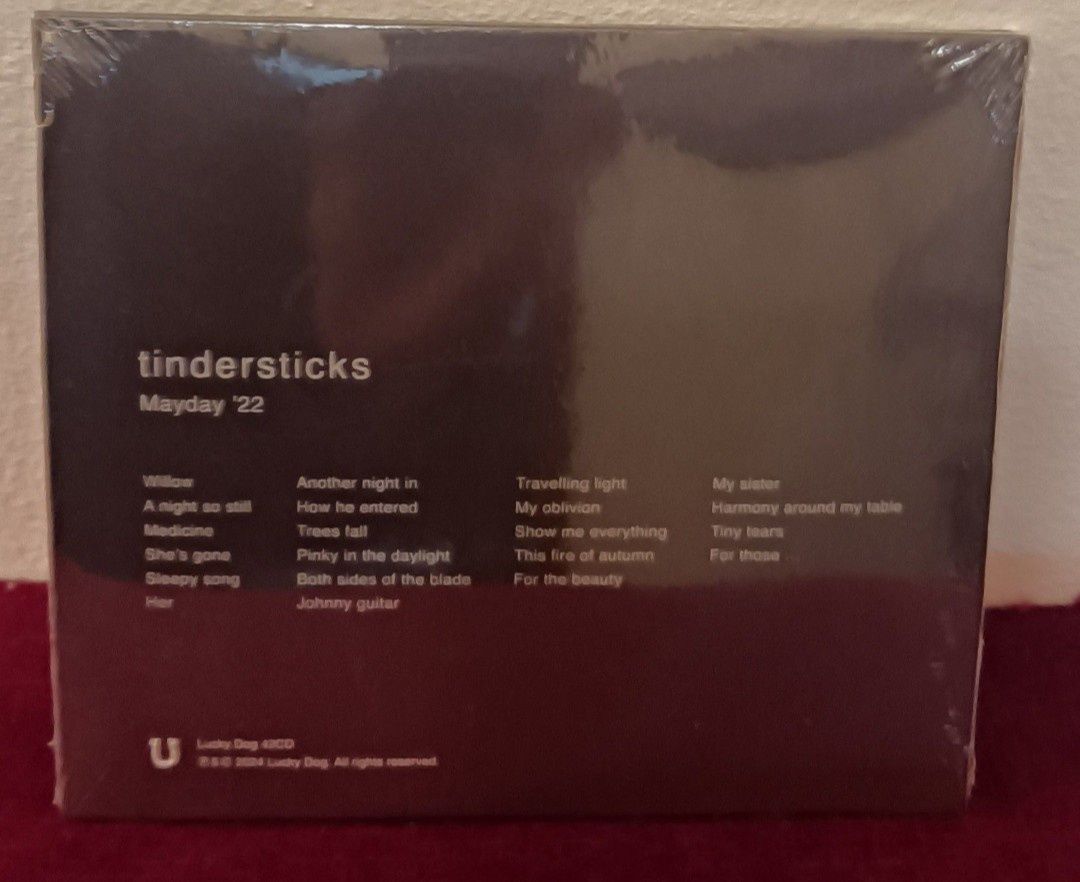 tindersticks
Mayday '22
Willow
A night so still
Medicine
She's gone
Sleepy song
Her
Another night in
How he entered
Trees fall
Pinky in the daylight
Both sides of the blade
Johnny guitar
Travelling light
My oblivion
Show me everything
This fire of autumn
For the beauty
My sister
Harmony around my table
Tiny tears
For those ...
U
Lucky Dog 42CD
℗ & © 2024 Lucky Dog. All rights reserved.